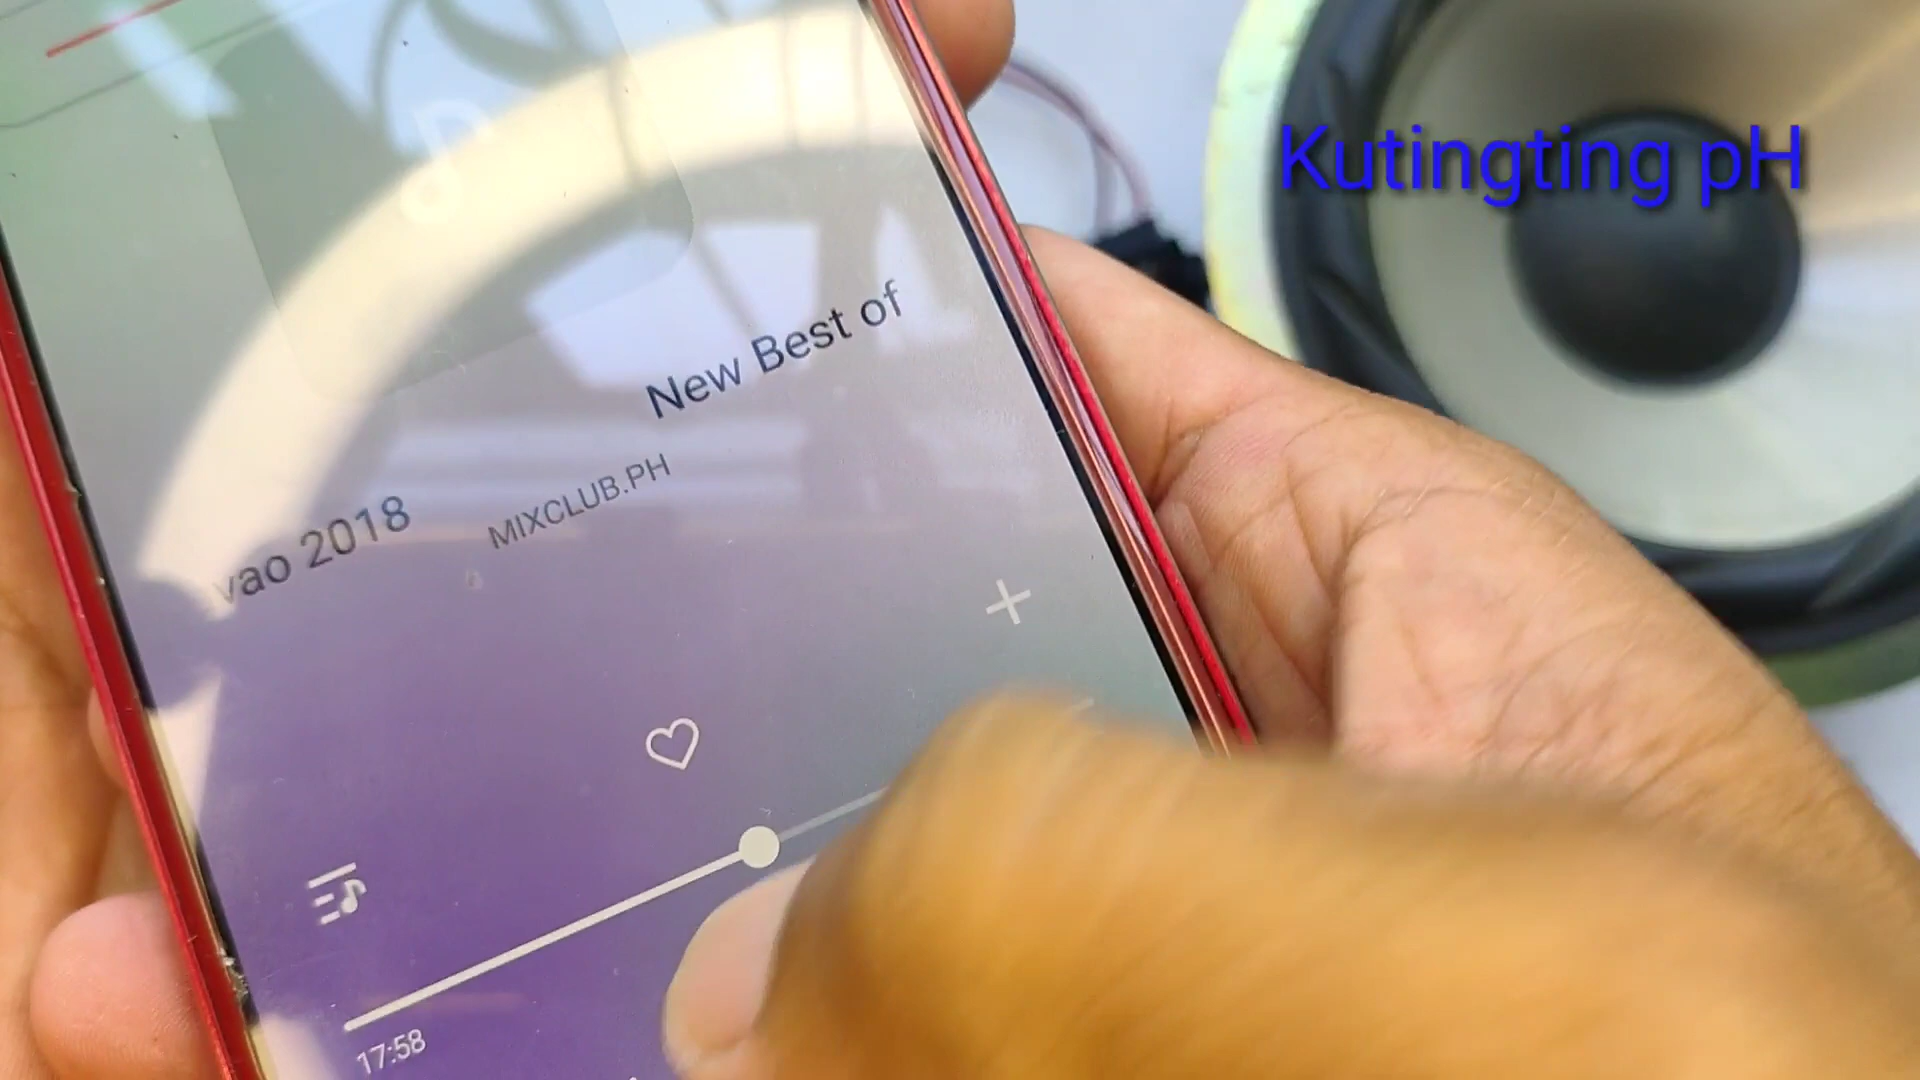 Kutingting pH
New Best of
vao 2018
MIXCLUB.PH
17:58